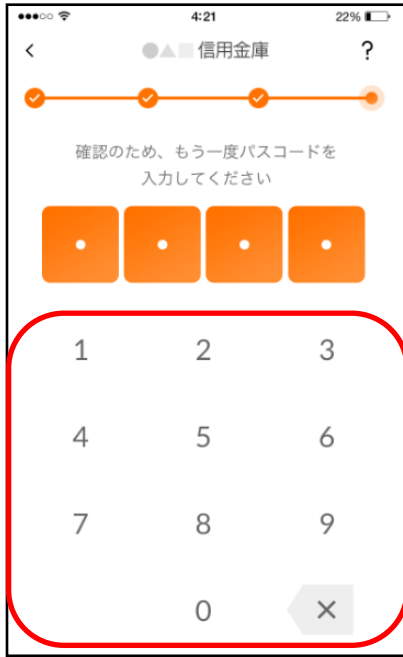 4:21 22%
< ●▲■ 信用金庫 ?
確認のため、もう一度パスコードを
入力してください
1 2 3
4 5 6
7 8 9
0 ×